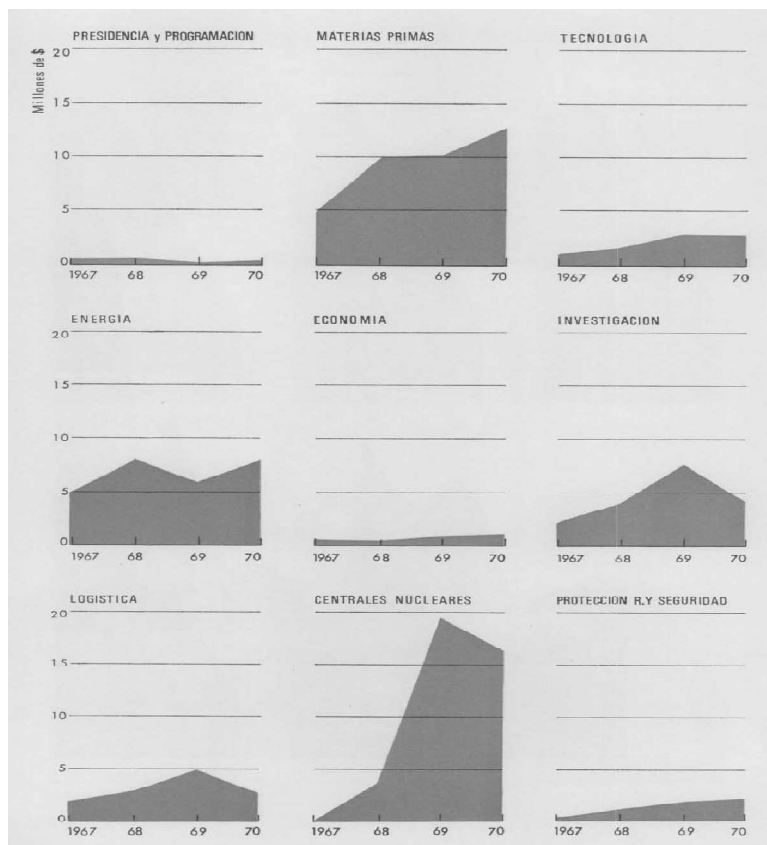 PRESIDENCIA y PROGRAMACION
MATERIAS PRIMAS
TECNOLOGIA
Millones de $
20
15
10
5
0
1967 68 69 70
1967 68 69 70
1967 68 69 70
ENERGIA
ECONOMIA
INVESTIGACION
20
15
10
5
0
1967 68 69 70
1967 68 69 70
1967 68 69 70
LOGISTICA
CENTRALES NUCLEARES
PROTECCION R.Y SEGURIDAD
20
15
10
5
0
1967 68 69 70
1967 68 69 70
1967 68 69 70